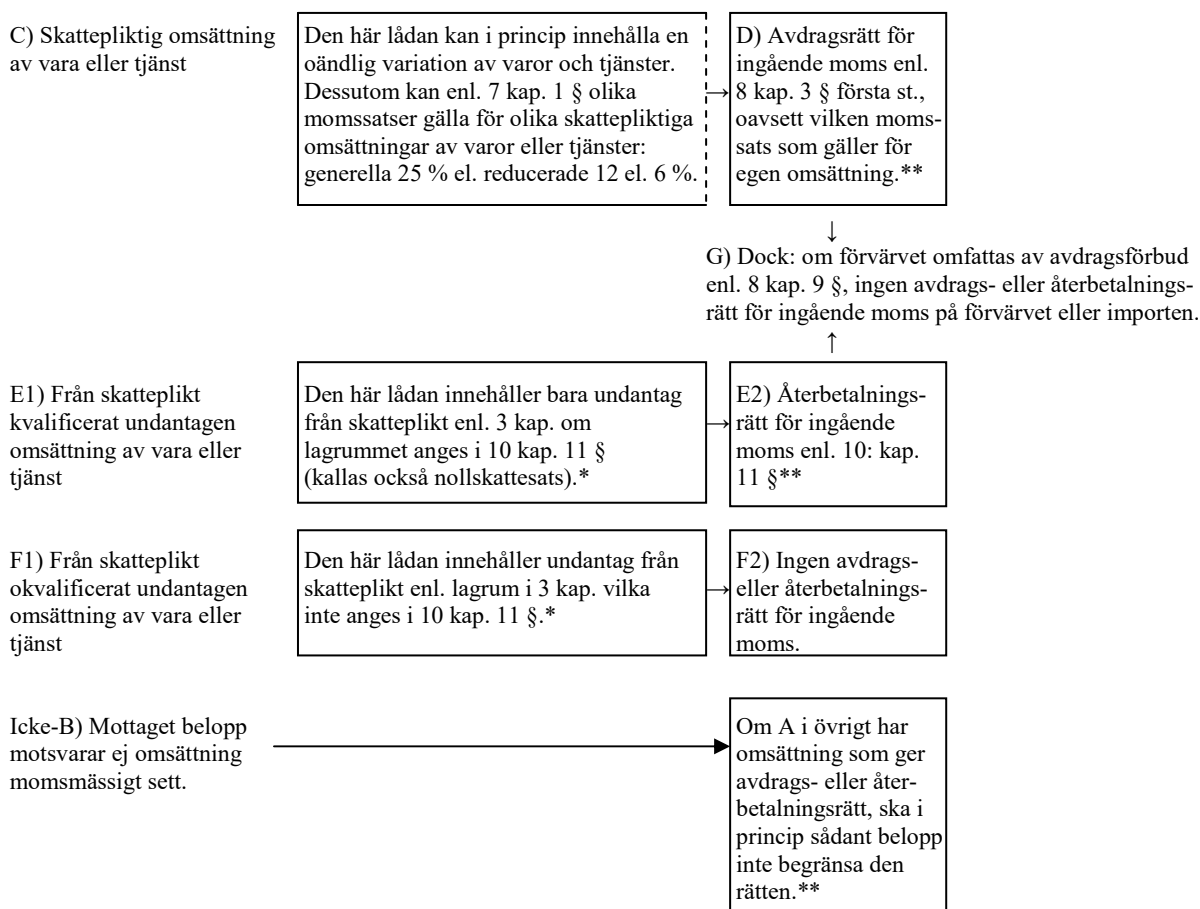 C) Skattepliktig omsättning
av vara eller tjänst
Den här lådan kan i princip innehålla en
oändlig variation av varor och tjänster.
Dessutom kan enl. 7 kap. 1 § olika
momssatser gälla för olika skattepliktiga
omsättningar av varor eller tjänster:
generella 25 % el. reducerade 12 el. 6 %.
→
D) Avdragsrätt för
ingående moms enl.
8 kap. 3 § första st.,
oavsett vilken moms-
sats som gäller för
egen omsättning.**
↓
G) Dock: om förvärvet omfattas av avdragsförbud
enl. 8 kap. 9 §, ingen avdrags- eller återbetalnings-
rätt för ingående moms på förvärvet eller importen.
↑
E1) Från skatteplikt
kvalificerat undantagen
omsättning av vara eller
tjänst
Den här lådan innehåller bara undantag
från skatteplikt enl. 3 kap. om
lagrummet anges i 10 kap. 11 §
(kallas också nollskattesats).*
→
E2) Återbetalnings-
rätt för ingående
moms enl. 10: kap.
11 §**
F1) Från skatteplikt
okvalificerat undantagen
omsättning av vara eller
tjänst
Den här lådan innehåller undantag från
skatteplikt enl. lagrum i 3 kap. vilka
inte anges i 10 kap. 11 §.*
→
F2) Ingen avdrags-
eller återbetalnings-
rätt för ingående
moms.
Icke-B) Mottaget belopp
motsvarar ej omsättning
momsmässigt sett.
Om A i övrigt har
omsättning som ger
avdrags- eller åter-
betalningsrätt, ska i
princip sådant belopp
inte begränsa den
rätten.**